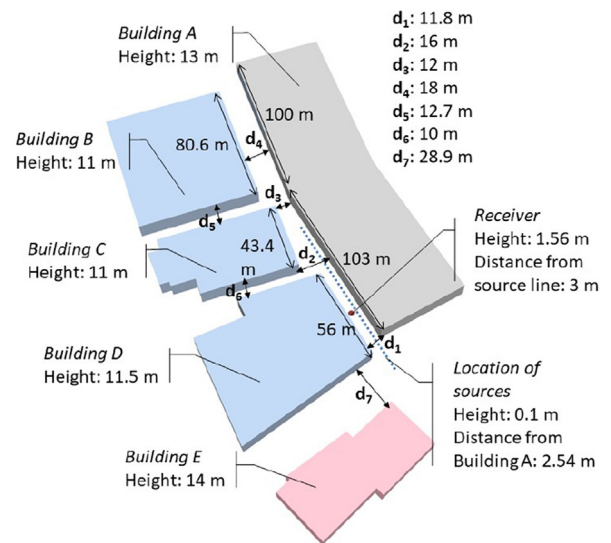 Building A
Height: 13 m
d₁: 11.8 m
d₂: 16 m
d₃: 12 m
d₄: 18 m
d₅: 12.7 m
d₆: 10 m
d₇: 28.9 m
100 m
80.6 m
d₄
Building B
Height: 11 m
d₃
d₅
Receiver
Height: 1.56 m
Distance from
source line: 3 m
Building C
Height: 11 m
43.4
m
d₂
103 m
d₆
56 m
d₁
Building D
Height: 11.5 m
d₇
Location of
sources
Height: 0.1 m
Distance from
Building A: 2.54 m
Building E
Height: 14 m